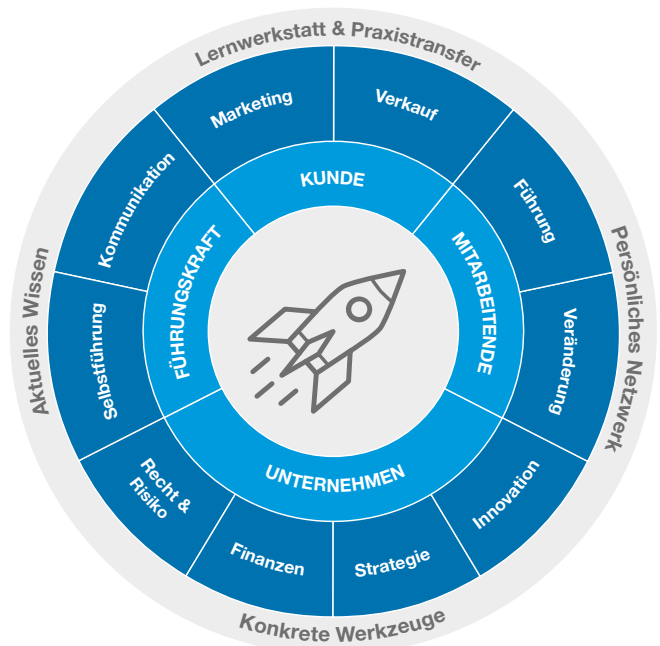 Lernwerkstatt & Praxistransfer
Marketing
Verkauf
Kommunikation
KUNDE
Führung
FÜHRUNGSKRAFT
MITARBEITENDE
Aktuelles Wissen
Persönliches Netzwerk
Selbstführung
Veränderung
UNTERNEHMEN
Recht &
Risiko
Innovation
Finanzen
Strategie
Konkrete Werkzeuge